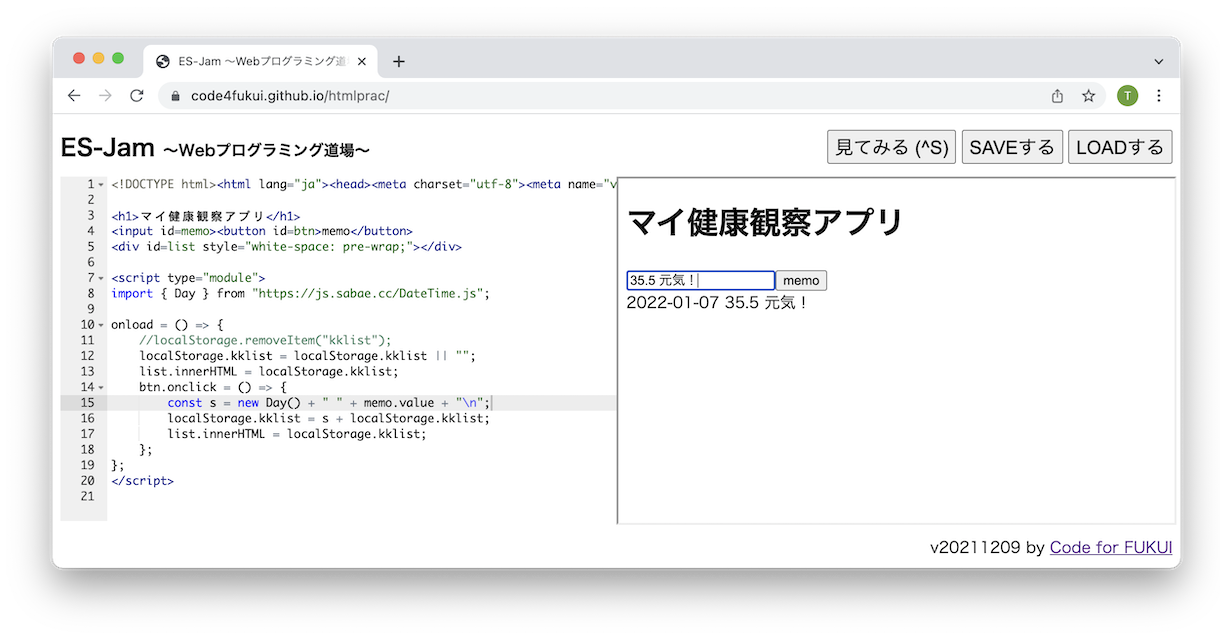 ES-Jam ～Webプログラミング道
code4fukui.github.io/htmlprac/
T
ES-Jam ～Webプログラミング道場～
見てみる (^S) SAVEする LOADする
1 <!DOCTYPE html><html lang="ja"><head><meta charset="utf-8"><meta name="v
2
3 <h1>マイ健康観察アプリ</h1>
4 <input id=memo><button id=btn>memo</button>
5 <div id=list style="white-space: pre-wrap;"></div>
6
7 <script type="module">
8 import { Day } from "https://js.sabae.cc/DateTime.js";
9
10 onload = () => {
11 //localStorage.removeItem("kklist");
12 localStorage.kklist = localStorage.kklist || "";
13 list.innerHTML = localStorage.kklist;
14 btn.onclick = () => {
15 const s = new Day() + " " + memo.value + "\n";
16 localStorage.kklist = s + localStorage.kklist;
17 list.innerHTML = localStorage.kklist;
18 };
19 };
20 </script>
21
マイ健康観察アプリ
35.5 元気！ memo
2022-01-07 35.5 元気！
v20211209 by Code for FUKUI